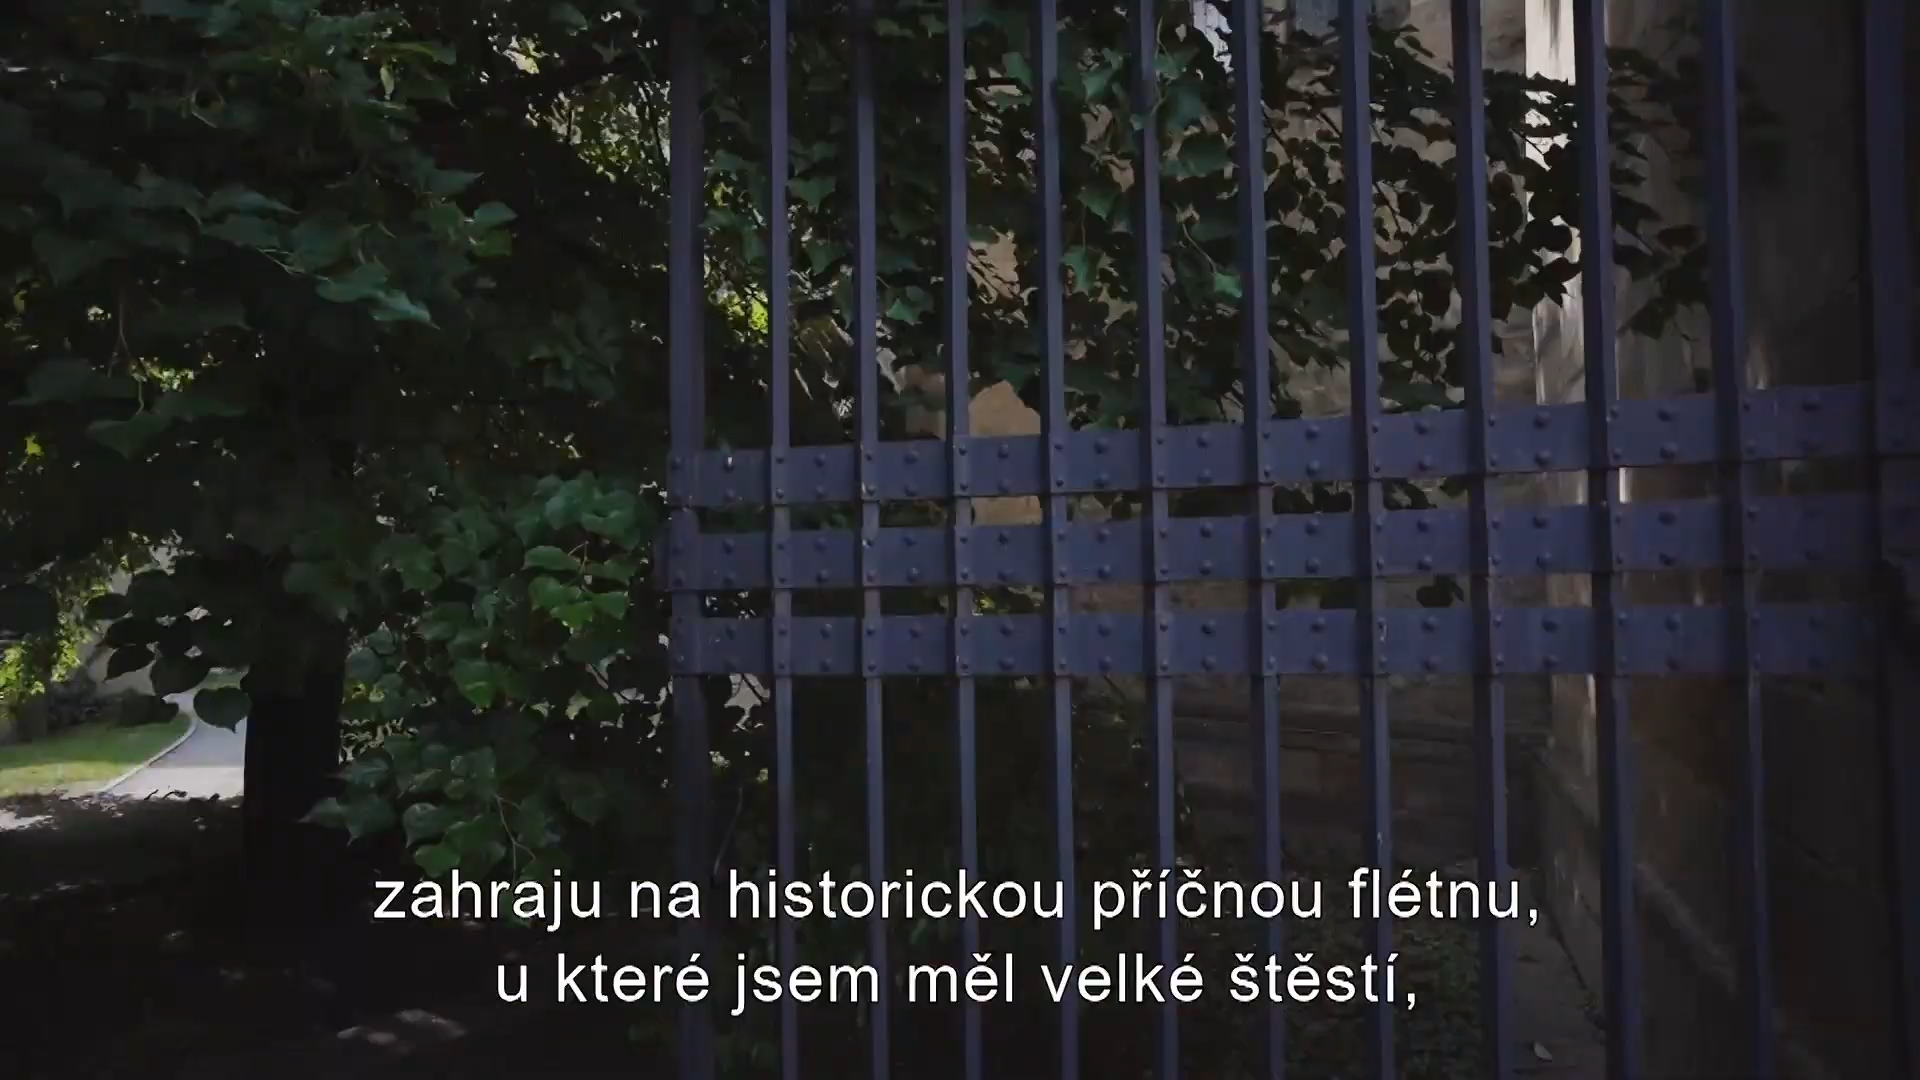 zahraju na historickou příčnou flétnu,
u které jsem měl velké štěstí,